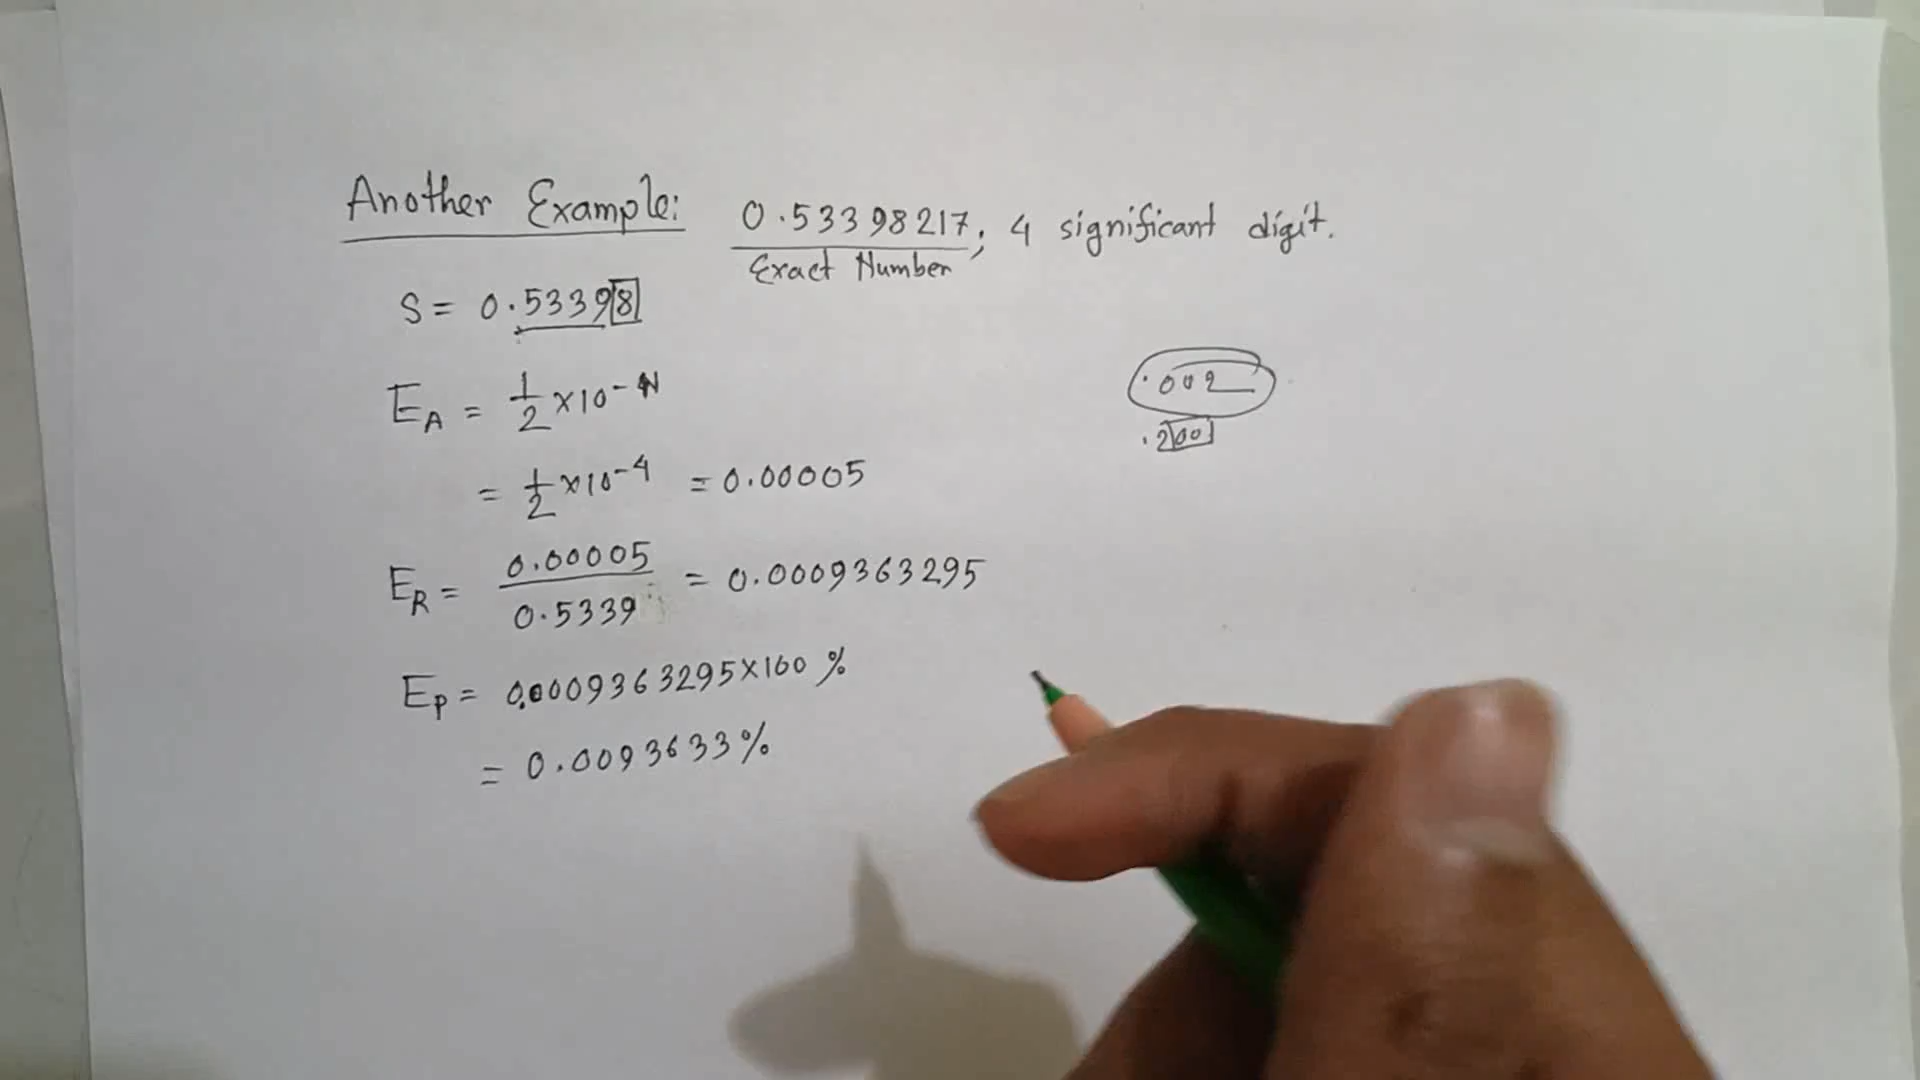 Another Example: 0.53398217; 4 significant digit.
Exact Number
S = 0.53398
E_A = 1/2 × 10^-N
= 1/2 × 10^-4 = 0.00005
E_R = 0.00005 / 0.5339 = 0.0009363295
E_P = 0.0009363295 × 100 %
= 0.0093633%
.002
.200